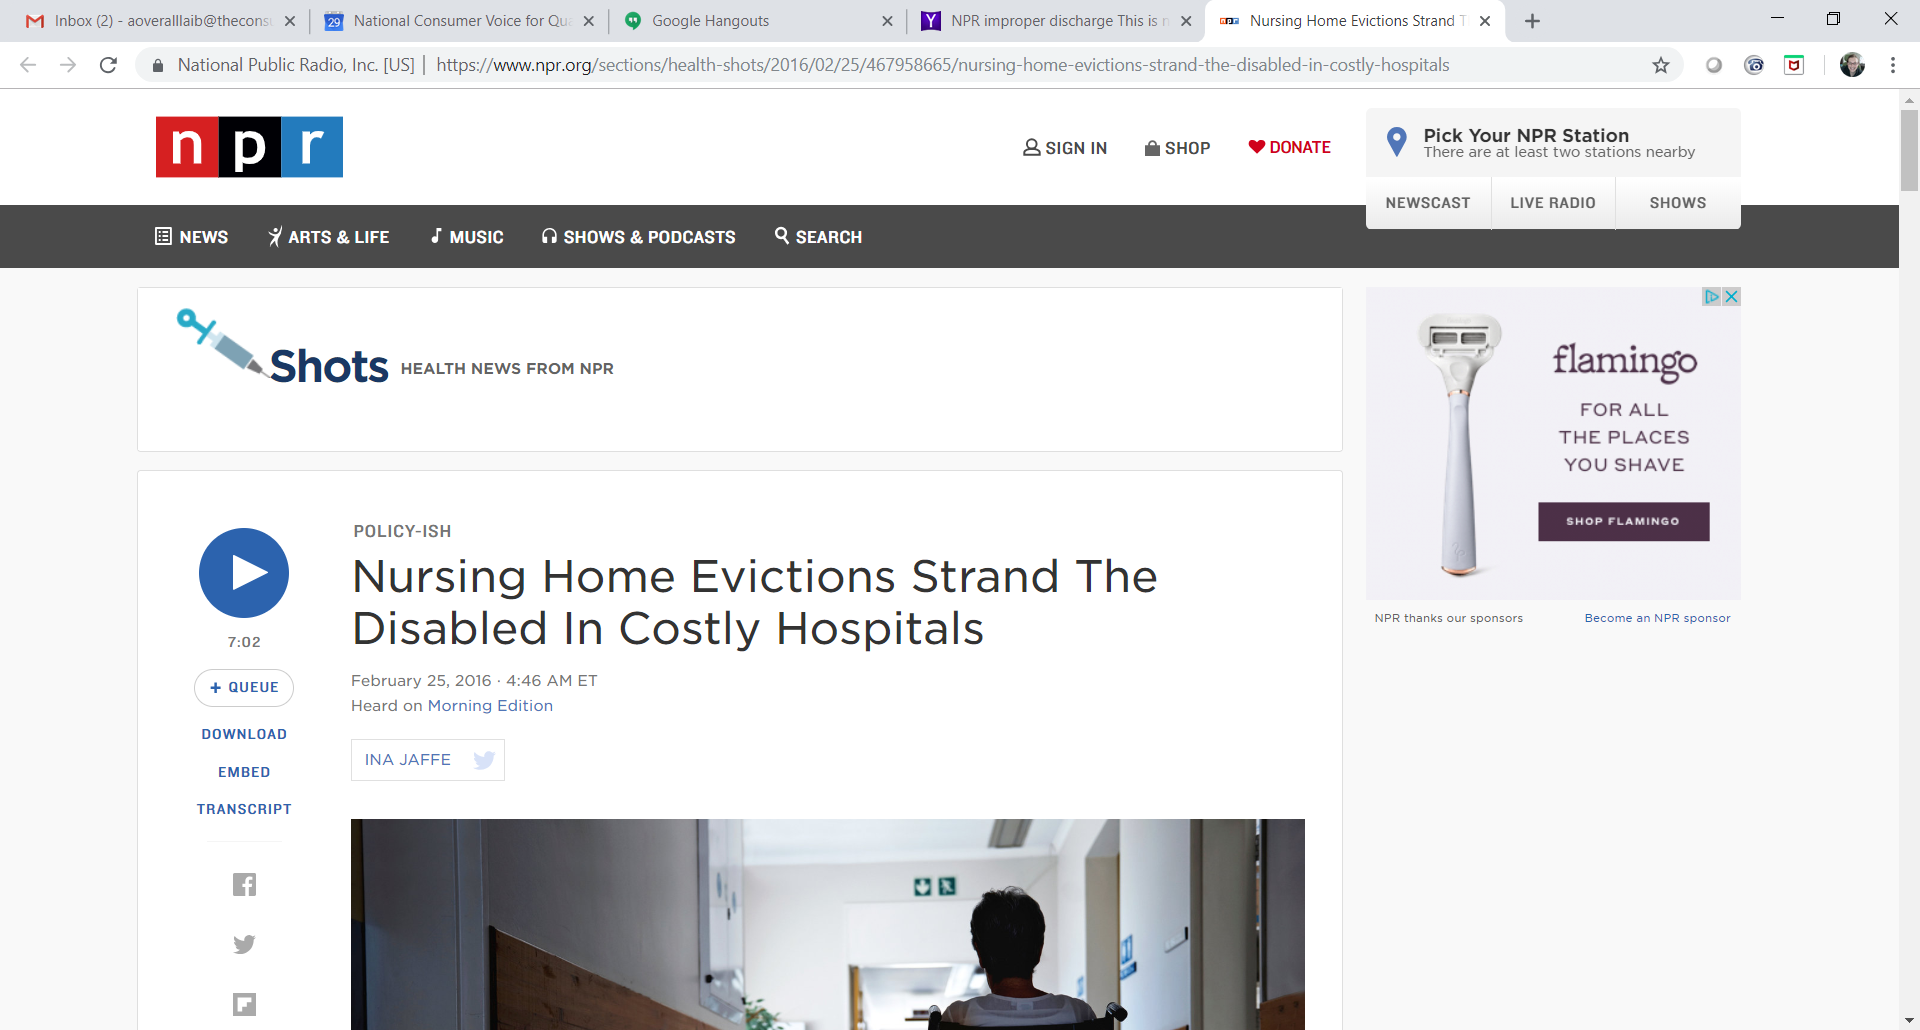 Inbox (2) - aoveralllaib@thecons
National Consumer Voice for Qua
Google Hangouts
NPR improper discharge This is n
npr
Nursing Home Evictions Strand T
National Public Radio, Inc. [US] | https://www.npr.org/sections/health-shots/2016/02/25/467958665/nursing-home-evictions-strand-the-disabled-in-costly-hospitals
npr
SIGN IN
SHOP
DONATE
Pick Your NPR Station
There are at least two stations nearby
NEWSCAST
LIVE RADIO
SHOWS
NEWS
ARTS & LIFE
MUSIC
SHOWS & PODCASTS
SEARCH
Shots HEALTH NEWS FROM NPR
flamingo
FOR ALL
THE PLACES
YOU SHAVE
SHOP FLAMINGO
NPR thanks our sponsors
Become an NPR sponsor
POLICY-ISH
Nursing Home Evictions Strand The
Disabled In Costly Hospitals
February 25, 2016 · 4:46 AM ET
Heard on Morning Edition
INA JAFFE
7:02
+ QUEUE
DOWNLOAD
EMBED
TRANSCRIPT